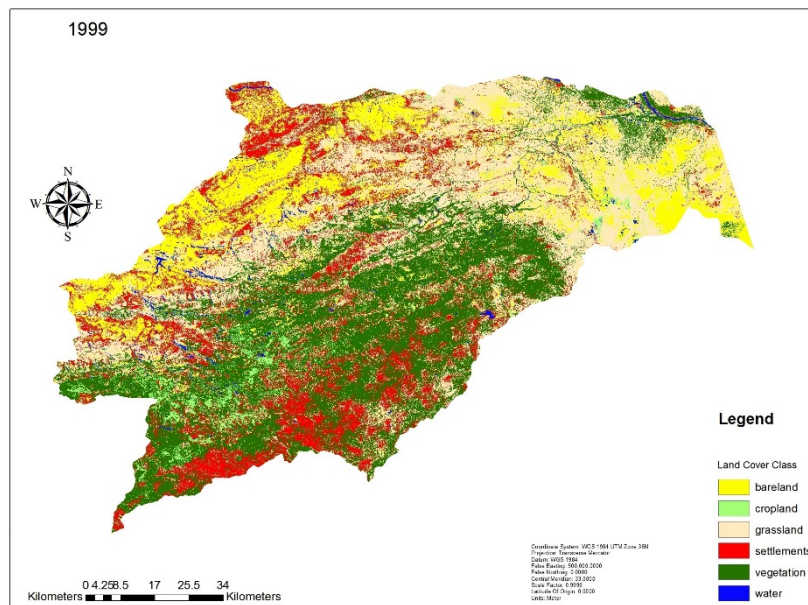 1999
N
W E
S
Legend
Land Cover Class
bareland
cropland
grassland
settlements
vegetation
water
Coordinate System: WGS 1984 UTM Zone 36N
Projection: Transverse Mercator
Datum: WGS 1984
False Easting: 500,000.0000
False Northing: 0.0000
Central Meridian: 33.0000
Scale Factor: 0.9996
Latitude Of Origin: 0.0000
Units: Meter
0 4.25 8.5 17 25.5 34
Kilometers Kilometers